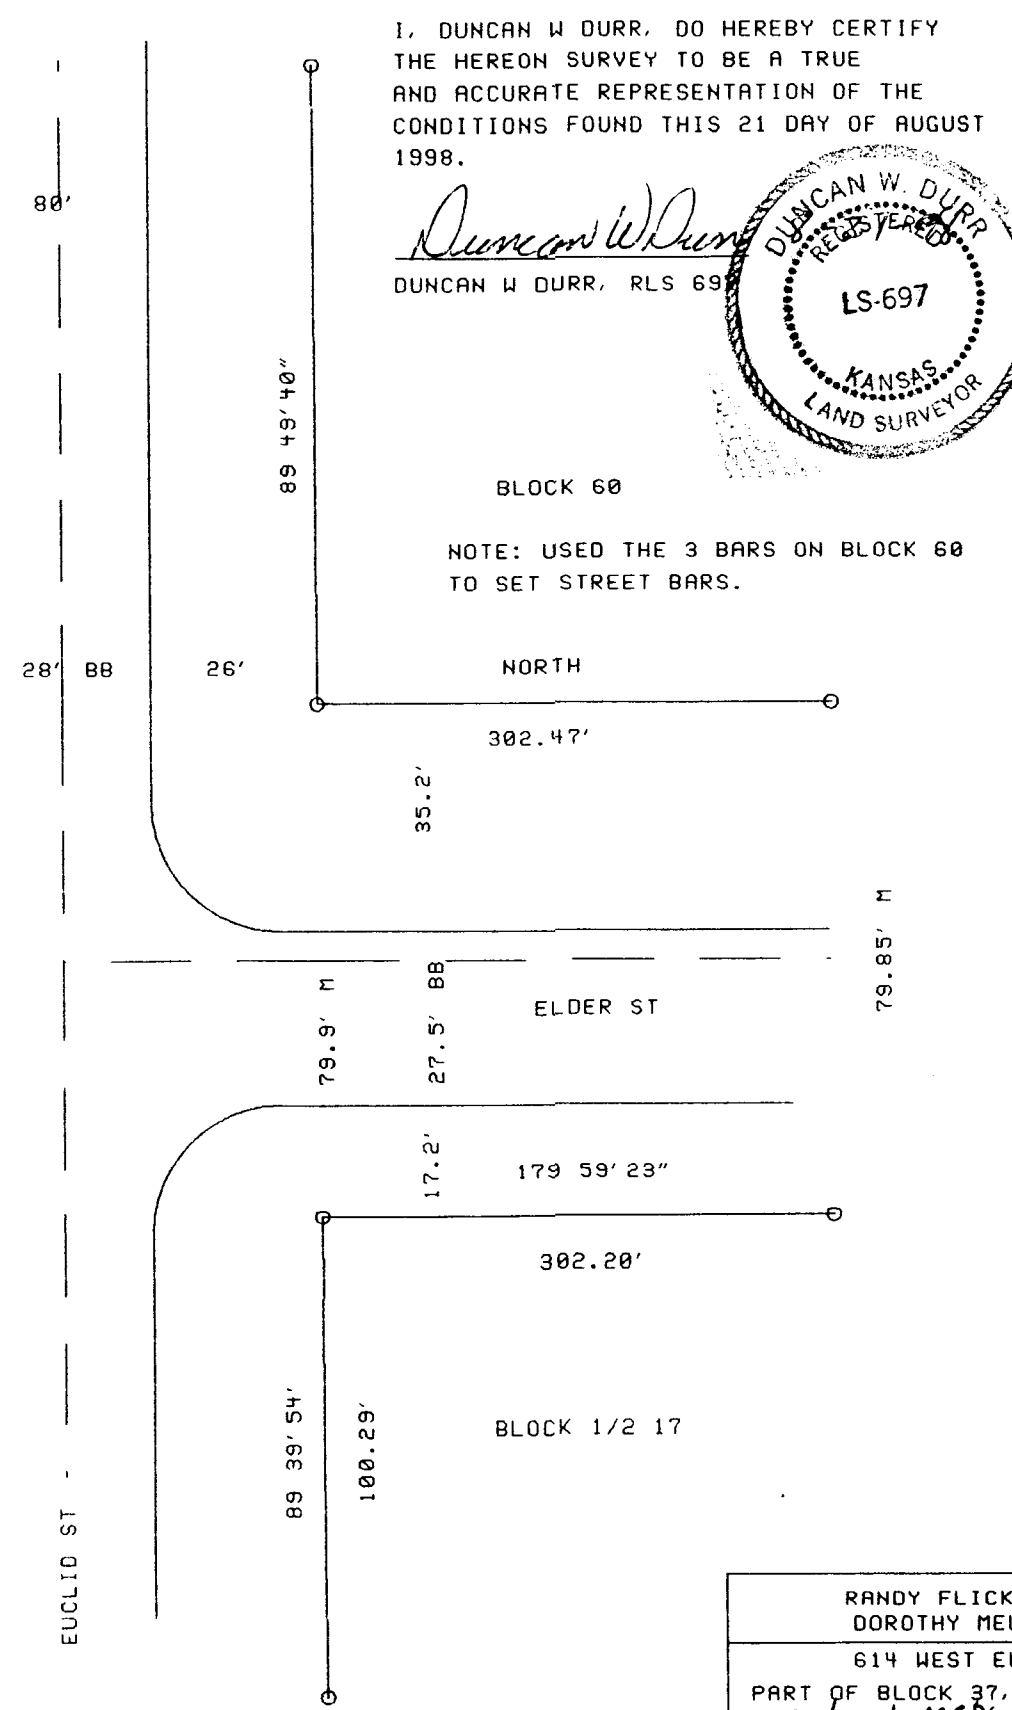 I, DUNCAN W DURR, DO HEREBY CERTIFY
THE HEREON SURVEY TO BE A TRUE
AND ACCURATE REPRESENTATION OF THE
CONDITIONS FOUND THIS 21 DAY OF AUGUST
1998.
80'
Duncan W Durr
DUNCAN W DURR, RLS 697
DUNCAN W. DURR
REGISTERED
LS-697
KANSAS
LAND SURVEYOR
89 49'40"
BLOCK 60
NOTE: USED THE 3 BARS ON BLOCK 60
TO SET STREET BARS.
28' BB
26'
NORTH
302.47'
35.2'
79.85' M
79.9' M
27.5' BB
ELDER ST
17.2'
179 59'23"
302.20'
89 39'54'
100.29'
BLOCK 1/2 17
EUCLID ST
RANDY FLICK
DOROTHY
614 WEST
PART OF BLOCK 37,